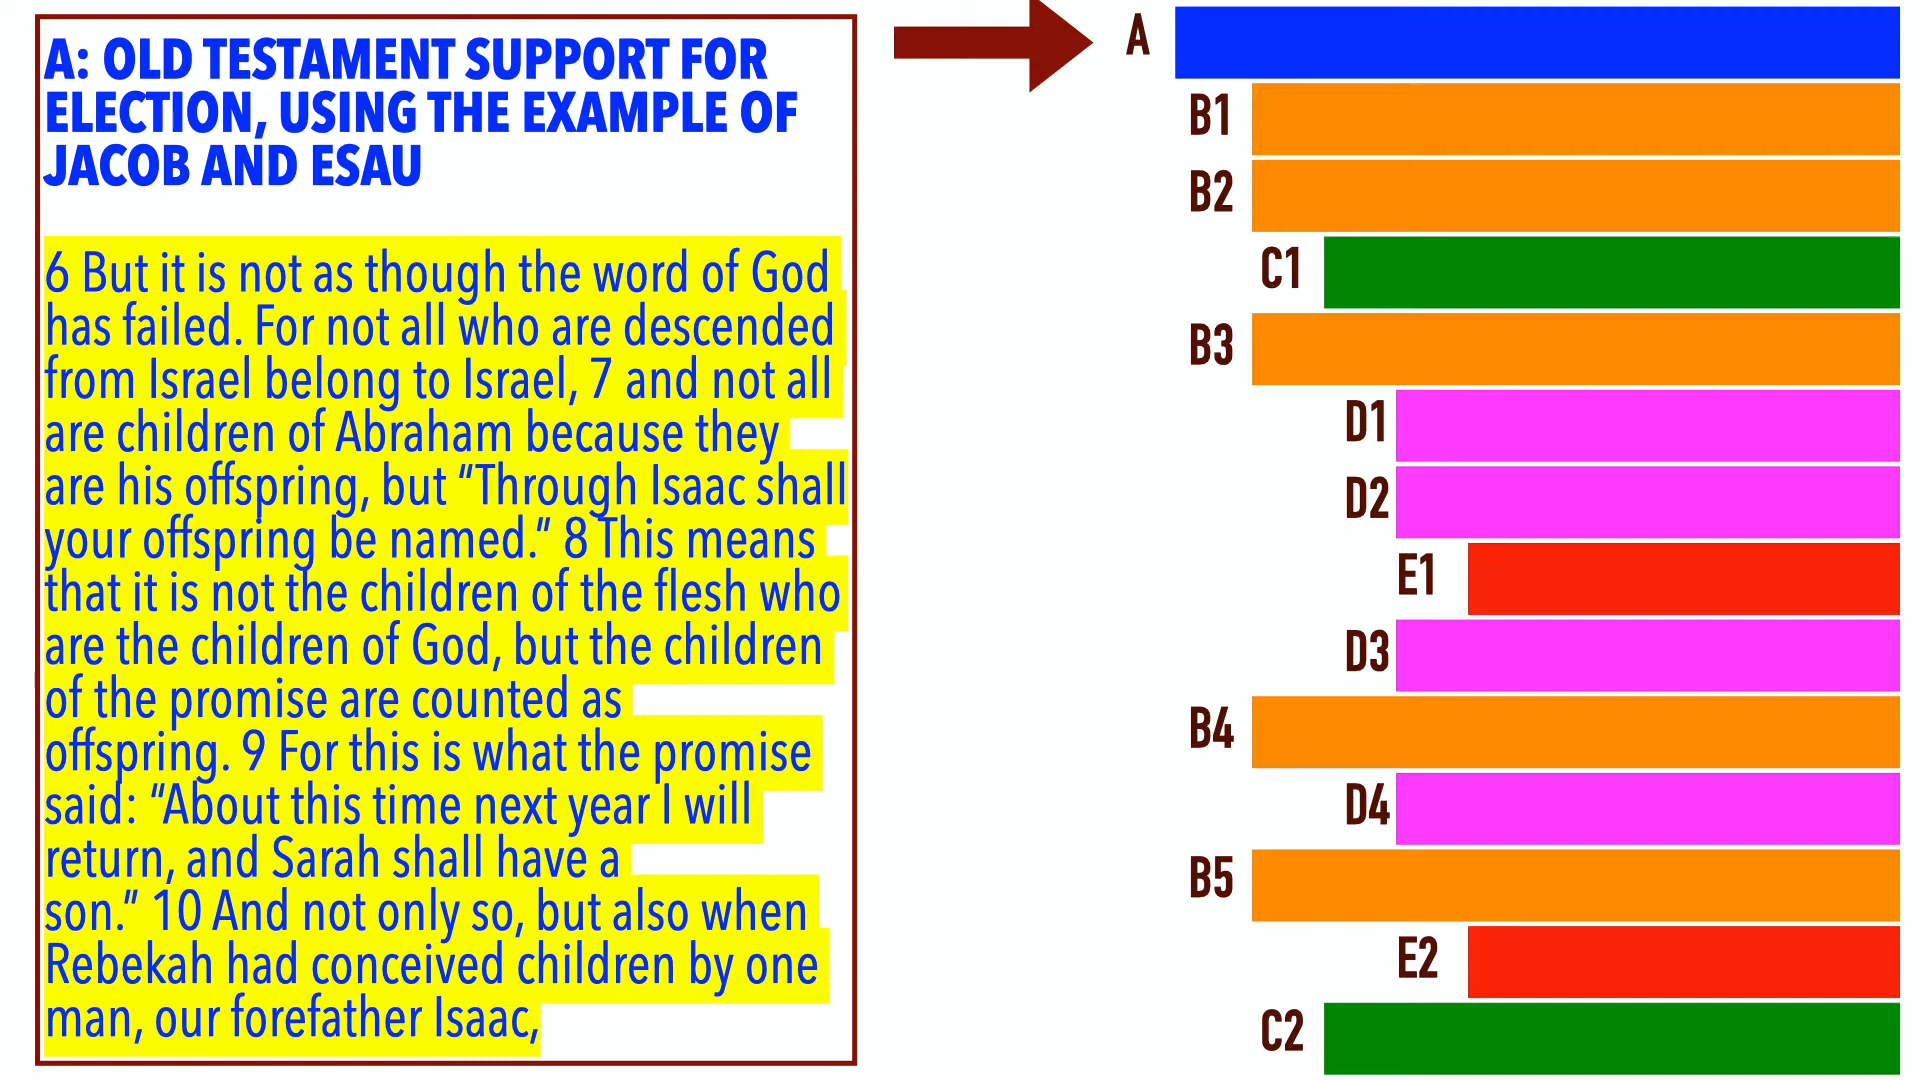 A: OLD TESTAMENT SUPPORT FOR
ELECTION, USING THE EXAMPLE OF
JACOB AND ESAU
6 But it is not as though the word of God
has failed. For not all who are descended
from Israel belong to Israel, 7 and not all
are children of Abraham because they
are his offspring, but “Through Isaac shall
your offspring be named.” 8 This means
that it is not the children of the flesh who
are the children of God, but the children
of the promise are counted as
offspring. 9 For this is what the promise
said: “About this time next year I will
return, and Sarah shall have a
son.” 10 And not only so, but also when
Rebekah had conceived children by one
man, our forefather Isaac,
A
B1
B2
C1
B3
D1
D2
E1
D3
B4
D4
B5
E2
C2